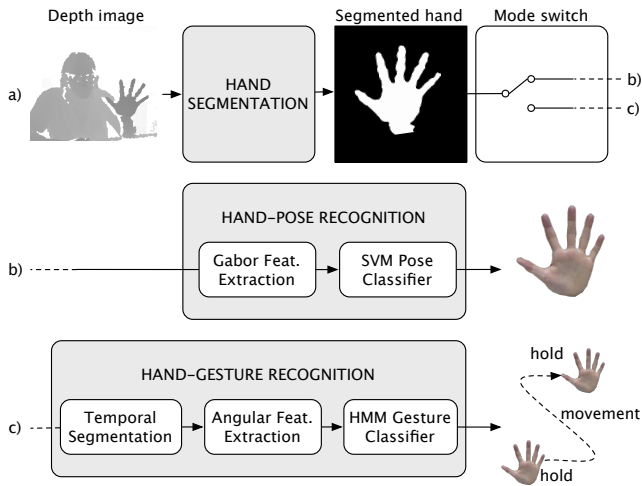 Depth image
Segmented hand
Mode switch
a)
HAND
SEGMENTATION
b)
c)
HAND-POSE RECOGNITION
b)
Gabor Feat.
Extraction
SVM Pose
Classifier
HAND-GESTURE RECOGNITION
c)
Temporal
Segmentation
Angular Feat.
Extraction
HMM Gesture
Classifier
hold
movement
hold